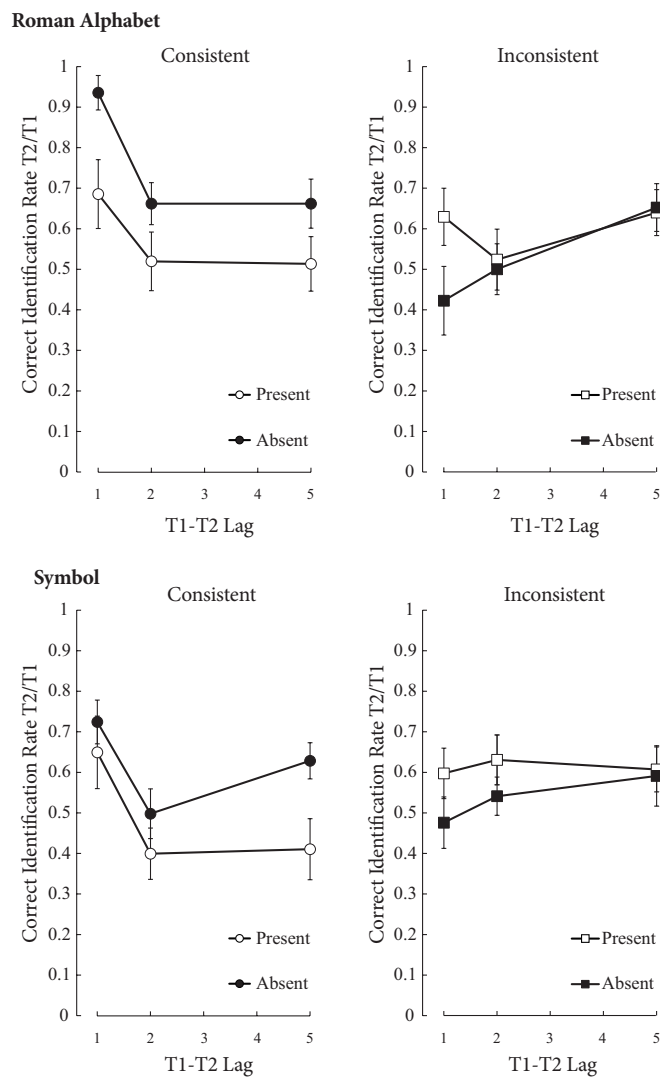 Roman Alphabet
Consistent
Correct Identification Rate T2/T1
1
0.9
0.8
0.7
0.6
0.5
0.4
0.3
0.2
0.1
0
Present
Absent
1 2 3 4 5
T1-T2 Lag
Inconsistent
Correct Identification Rate T2/T1
1
0.9
0.8
0.7
0.6
0.5
0.4
0.3
0.2
0.1
0
Present
Absent
1 2 3 4 5
T1-T2 Lag
Symbol
Consistent
Correct Identification Rate T2/T1
1
0.9
0.8
0.7
0.6
0.5
0.4
0.3
0.2
0.1
0
Present
Absent
1 2 3 4 5
T1-T2 Lag
Inconsistent
Correct Identification Rate T2/T1
1
0.9
0.8
0.7
0.6
0.5
0.4
0.3
0.2
0.1
0
Present
Absent
1 2 3 4 5
T1-T2 Lag